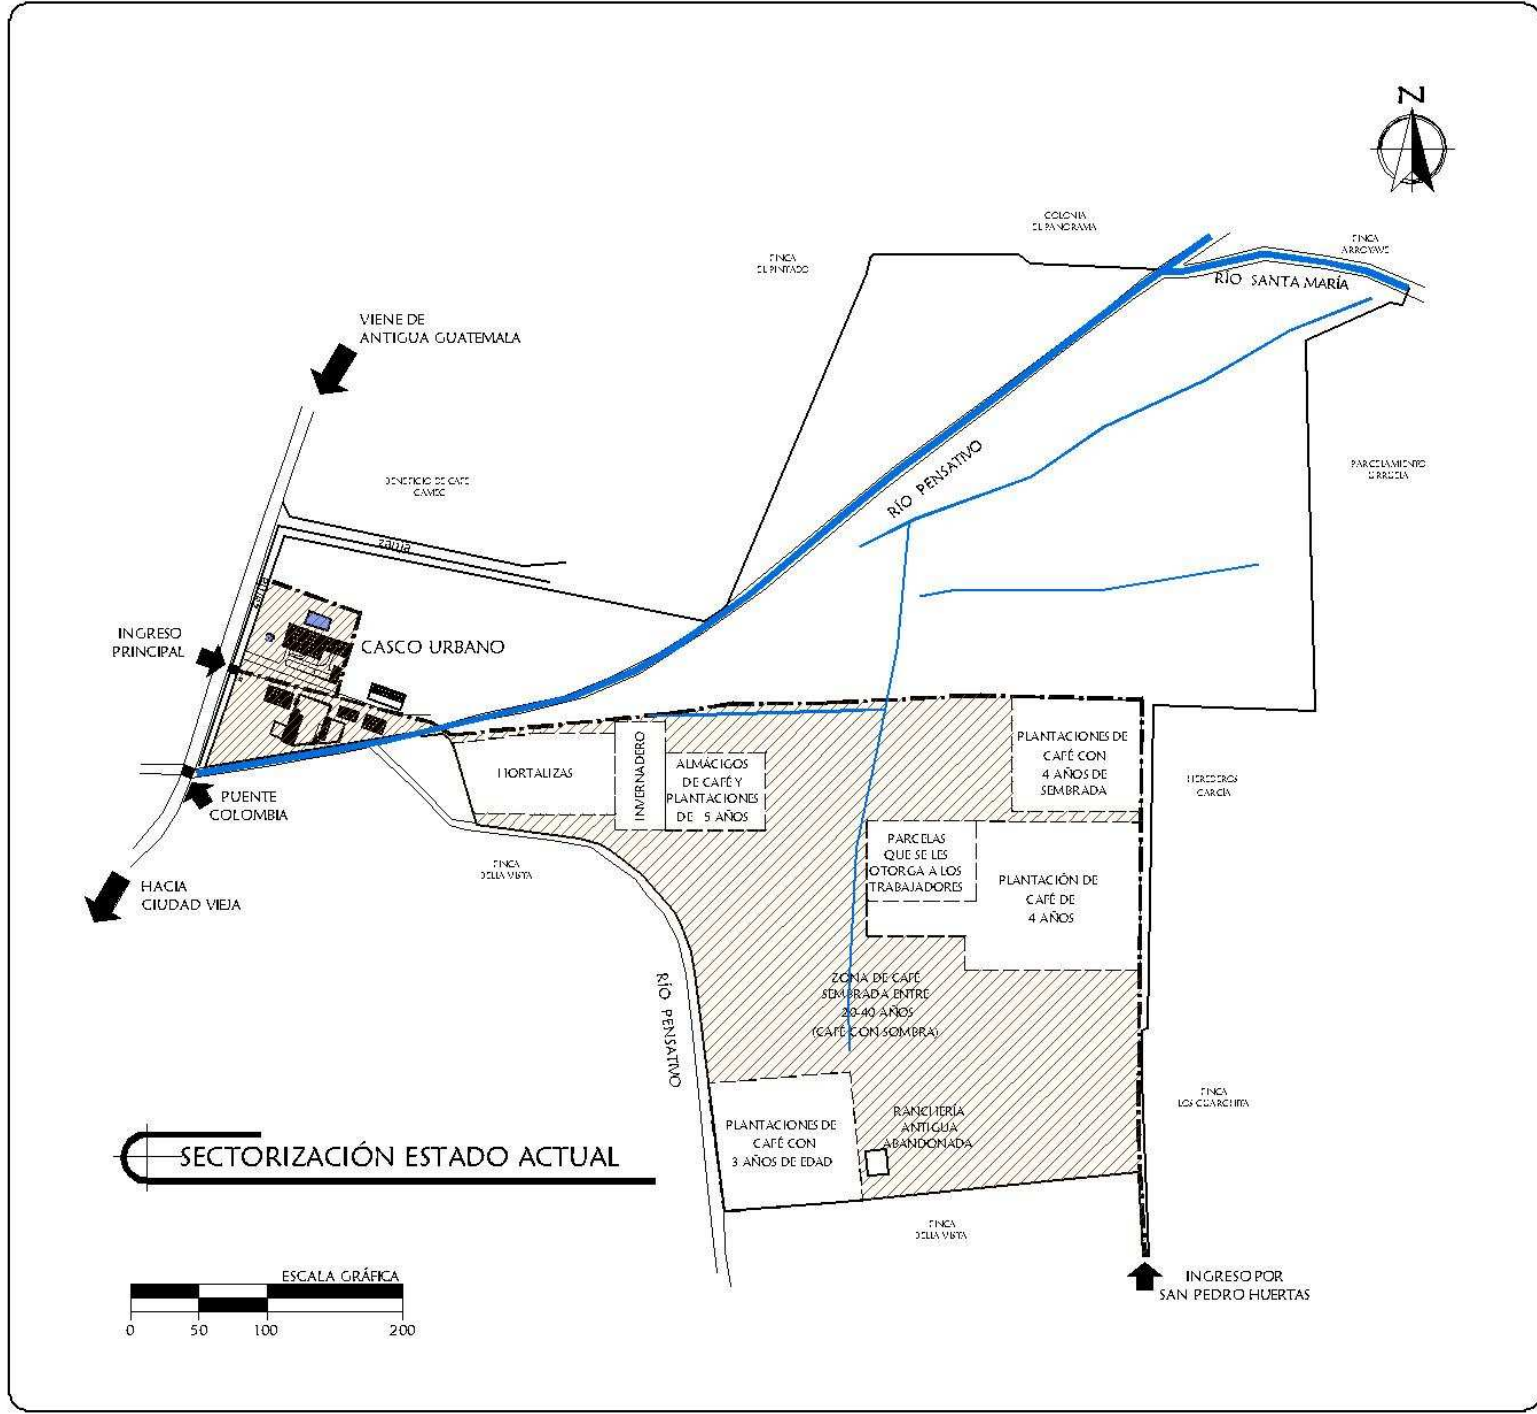 N
COLONIA
EL PANORAMA
FINCA
ARROYAVE
FINCA
EL PINTADO
RÍO SANTA MARÍA
VIENE DE
ANTIGUA GUATEMALA
RÍO PENSATIVO
PARCELAMIENTO
BENEFICIO DE CAFE
zanja
zanja
INGRESO
PRINCIPAL
CASCO URBANO
PUENTE
COLOMBIA
HACIA
CIUDAD VIEJA
HORTALIZAS
INVERNADERO
ALMÁCIGOS
DE CAFÉ Y
PLANTACIONES
DE 5 AÑOS
PLANTACIONES DE
CAFÉ CON
4 AÑOS DE
SEMBRADA
HEREDEROS
GARCÍA
FINCA
BELLA VISTA
PARCELAS
QUE SE LES
OTORGA A LOS
TRABAJADORES
PLANTACIÓN DE
CAFÉ DE
4 AÑOS
RÍO PENSATIVO
ZONA DE CAFÉ
SEMBRADA ENTRE
20-40 AÑOS
(CAFÉ CON SOMBRA)
FINCA
PLANTACIONES DE
CAFÉ CON
3 AÑOS DE EDAD
RANCHERÍA
ANTIGUA
ABANDONADA
SECTORIZACIÓN ESTADO ACTUAL
FINCA
BELLA VISTA
ESCALA GRÁFICA
0 50 100 200
INGRESO POR
SAN PEDRO HUERTAS